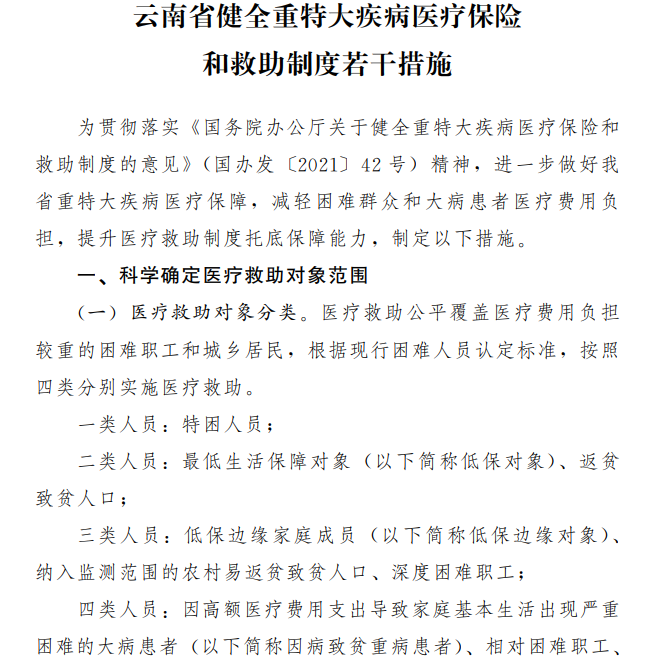 云南省健全重特大疾病医疗保险
和救助制度若干措施
为贯彻落实《国务院办公厅关于健全重特大疾病医疗保险和
救助制度的意见》（国办发〔2021〕42 号）精神，进一步做好我
省重特大疾病医疗保障，减轻困难群众和大病患者医疗费用负
担，提升医疗救助制度托底保障能力，制定以下措施。
一、科学确定医疗救助对象范围
（一）医疗救助对象分类。医疗救助公平覆盖医疗费用负担
较重的困难职工和城乡居民，根据现行困难人员认定标准，按照
四类分别实施医疗救助。
一类人员：特困人员；
二类人员：最低生活保障对象（以下简称低保对象）、返贫
致贫人口；
三类人员：低保边缘家庭成员（以下简称低保边缘对象）、
纳入监测范围的农村易返贫致贫人口、深度困难职工；
四类人员：因高额医疗费用支出导致家庭基本生活出现严重
困难的大病患者（以下简称因病致贫重病患者）、相对困难职工、